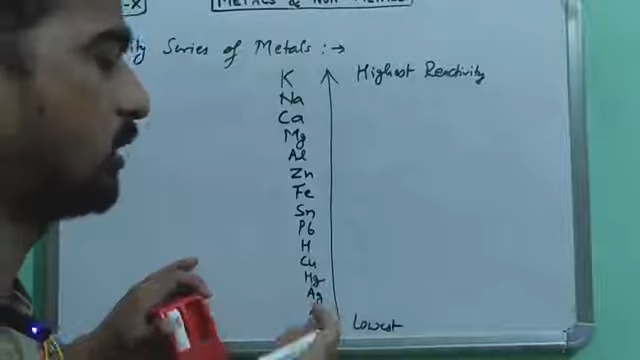 -X
METALS & NON-METALS
ity Series of Metals :→
K Highest Reactivity
Na
Ca
Mg
Al
Zn
Fe
Sn
Pb
H
Cu
Hg
Ag
Lowest